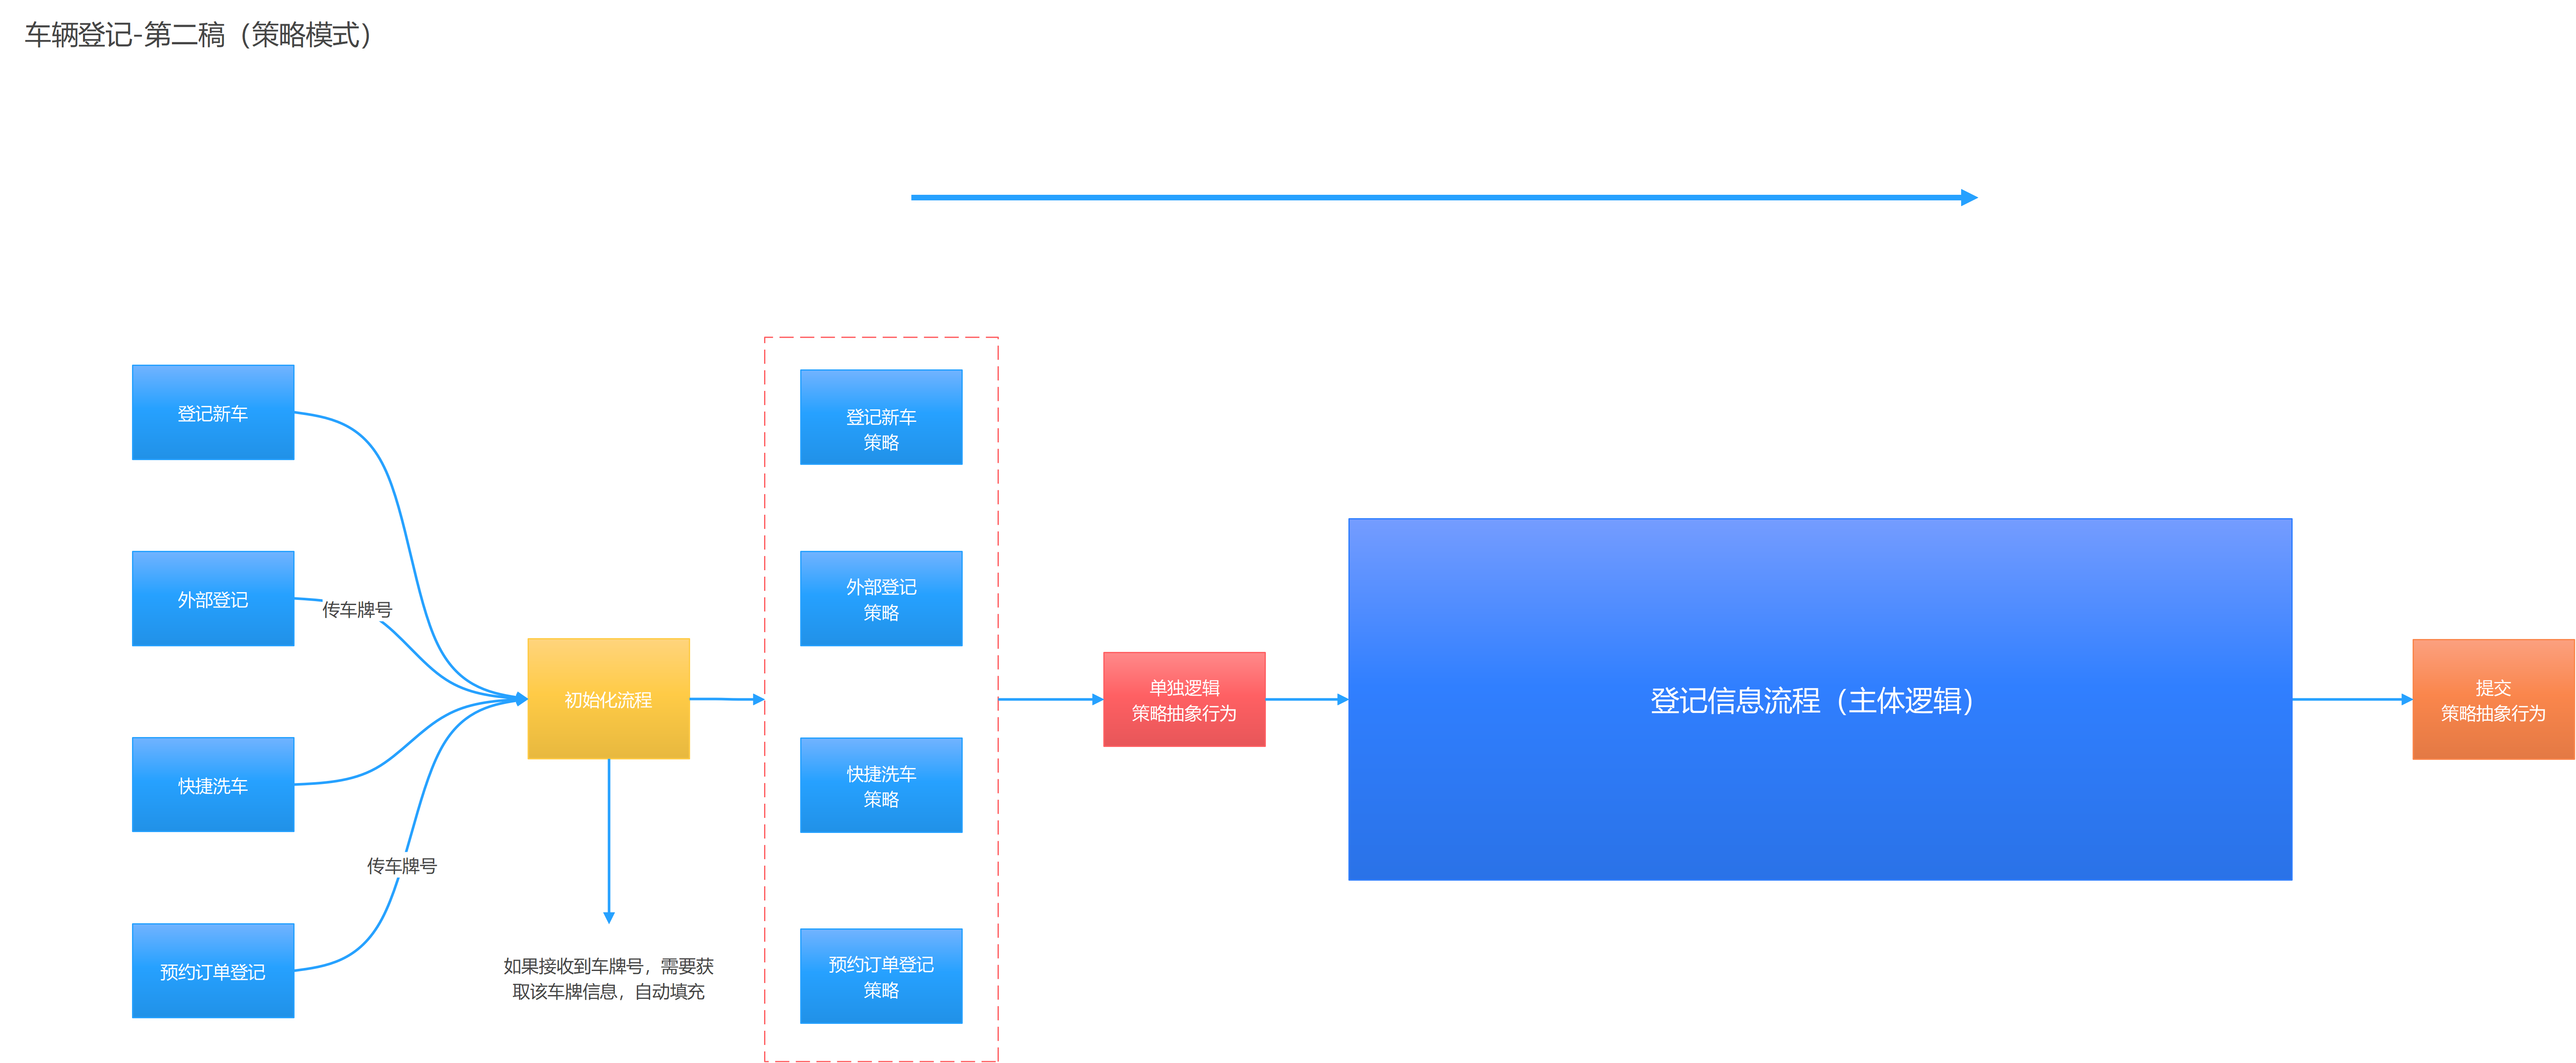 车辆登记-第二稿（策略模式）
登记新车
外部登记
快捷洗车
预约订单登记
传车牌号
传车牌号
初始化流程
如果接收到车牌号，需要获
取该车牌信息，自动填充
登记新车
策略
外部登记
策略
快捷洗车
策略
预约订单登记
策略
单独逻辑
策略抽象行为
登记信息流程（主体逻辑）
提交
策略抽象行为